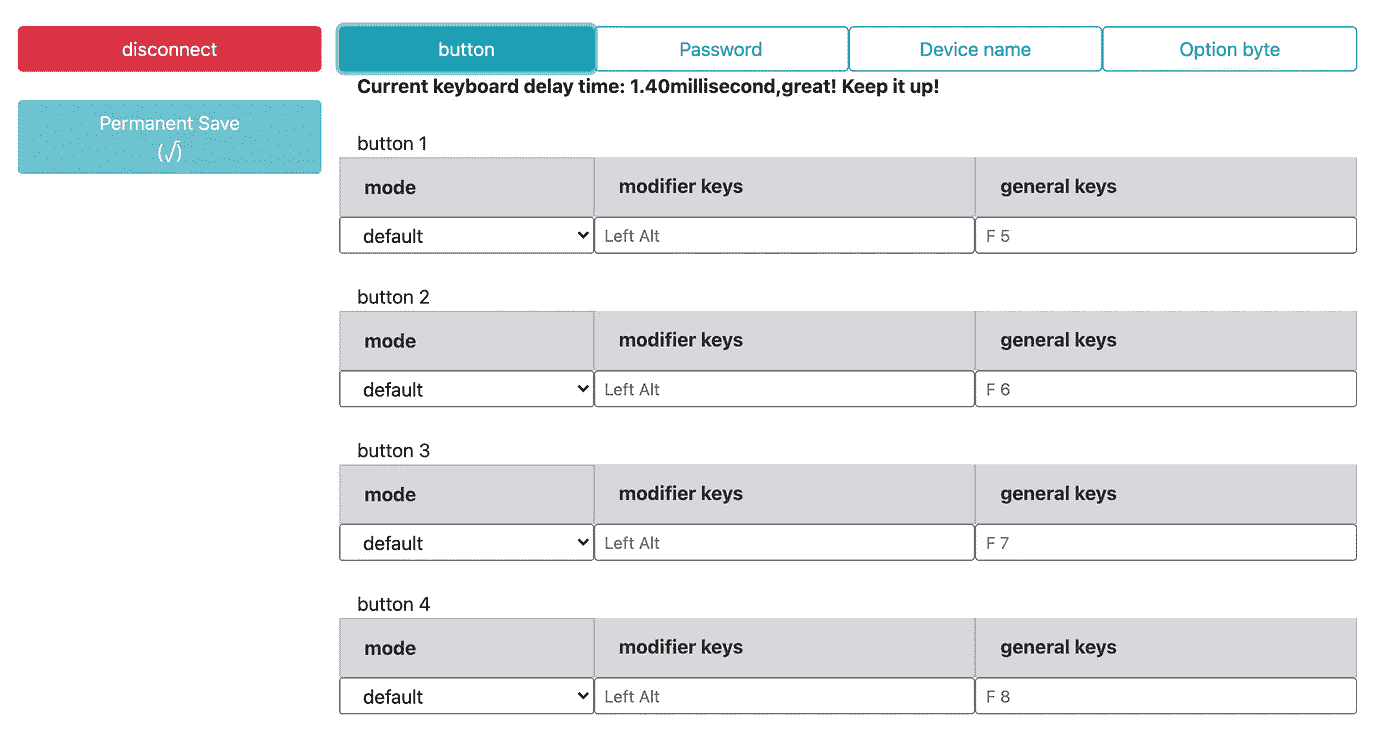 disconnect
button
Password
Device name
Option byte
Current keyboard delay time: 1.40millisecond,great! Keep it up!
Permanent Save
(√)
button 1
mode modifier keys general keys
default Left Alt F 5
button 2
mode modifier keys general keys
default Left Alt F 6
button 3
mode modifier keys general keys
default Left Alt F 7
button 4
mode modifier keys general keys
default Left Alt F 8